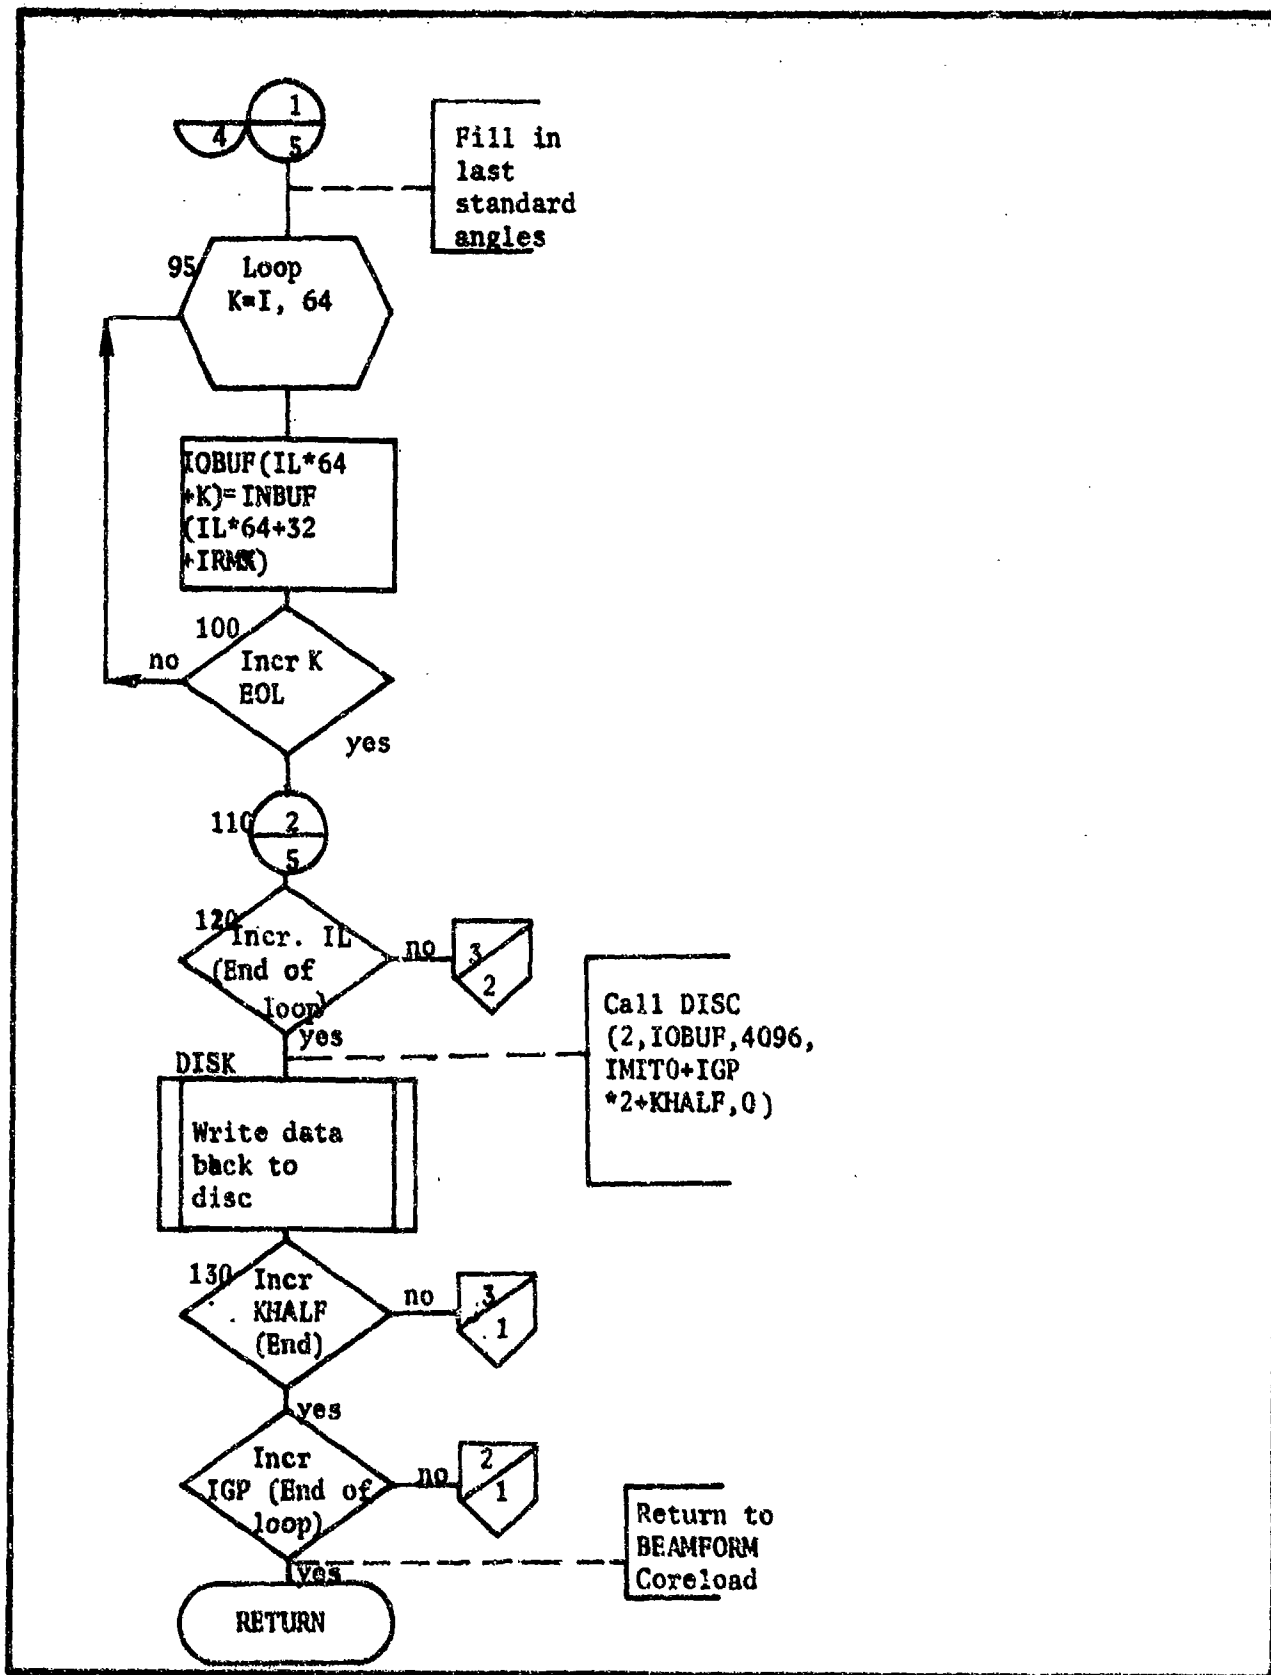 1
4
5
Fill in
last
standard
angles
95
Loop
K=I, 64
IOBUF(IL*64
+K)=INBUF
(IL*64+32
+IRMX)
100
Incr K
EOL
no
yes
110
2
5
120
Incr. IL
(End of
loop)
no
3
2
yes
Call DISC
(2,IOBUF,4096,
IMITO+IGP
*2+KHALF,0)
DISK
Write data
back to
disc
130
Incr
KHALF
(End)
no
3
1
yes
Incr
IGP (End of
loop)
no
2
1
yes
Return to
BEAMFORM
Coreload
RETURN